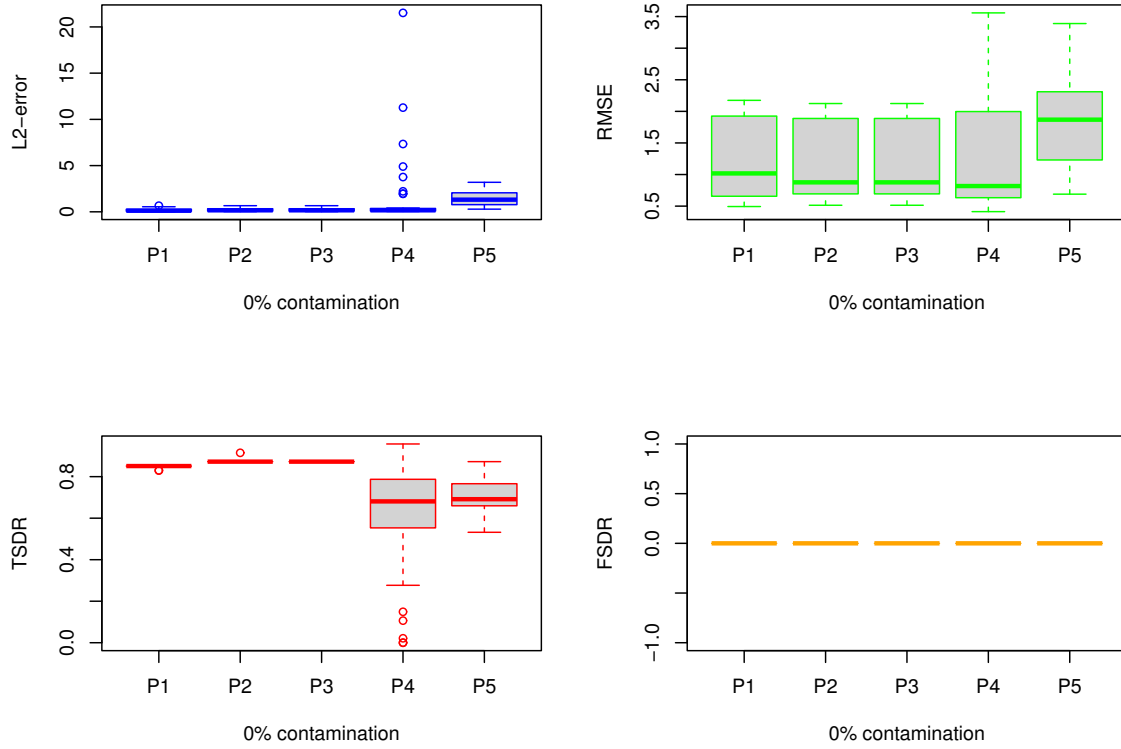 L2−error
20
15
10
5
0
P1 P2 P3 P4 P5
0% contamination
RMSE
3.5
2.5
1.5
0.5
P1 P2 P3 P4 P5
0% contamination
TSDR
0.8
0.4
0.0
P1 P2 P3 P4 P5
0% contamination
FSDR
1.0
0.5
0.0
−1.0
P1 P2 P3 P4 P5
0% contamination